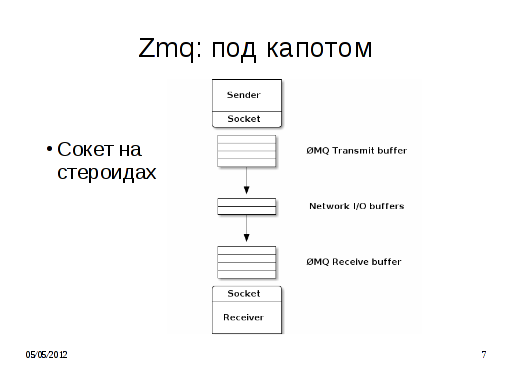 Zmq: под капотом
• Сокет на
стероидах
Sender
Socket
ØMQ Transmit buffer
Network I/O buffers
ØMQ Receive buffer
Socket
Receiver
05/05/2012
7